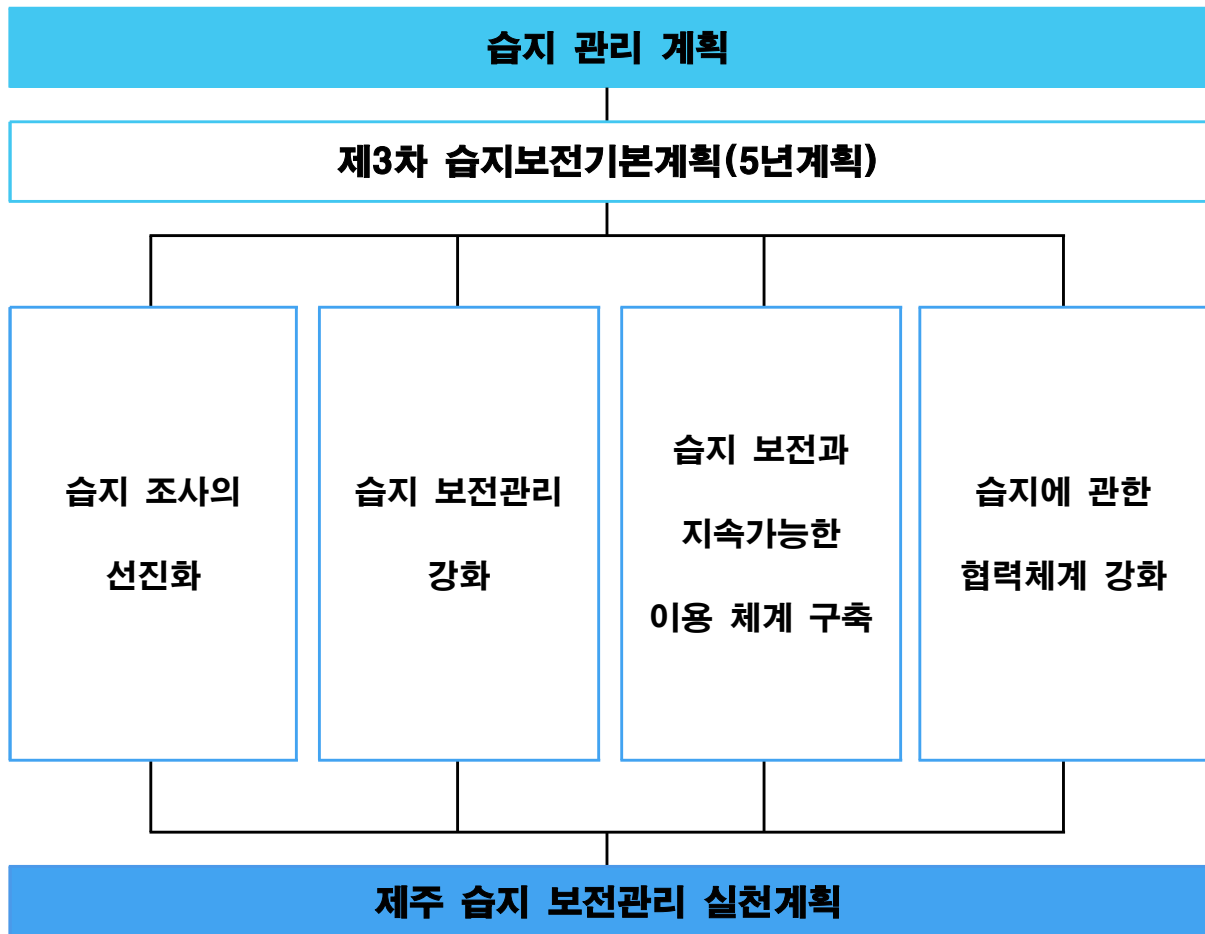 습지 관리 계획
제3차 습지보전기본계획(5년계획)
습지 조사의
선진화
습지 보전관리
강화
습지 보전과
지속가능한
이용 체계 구축
습지에 관한
협력체계 강화
제주 습지 보전관리 실천계획